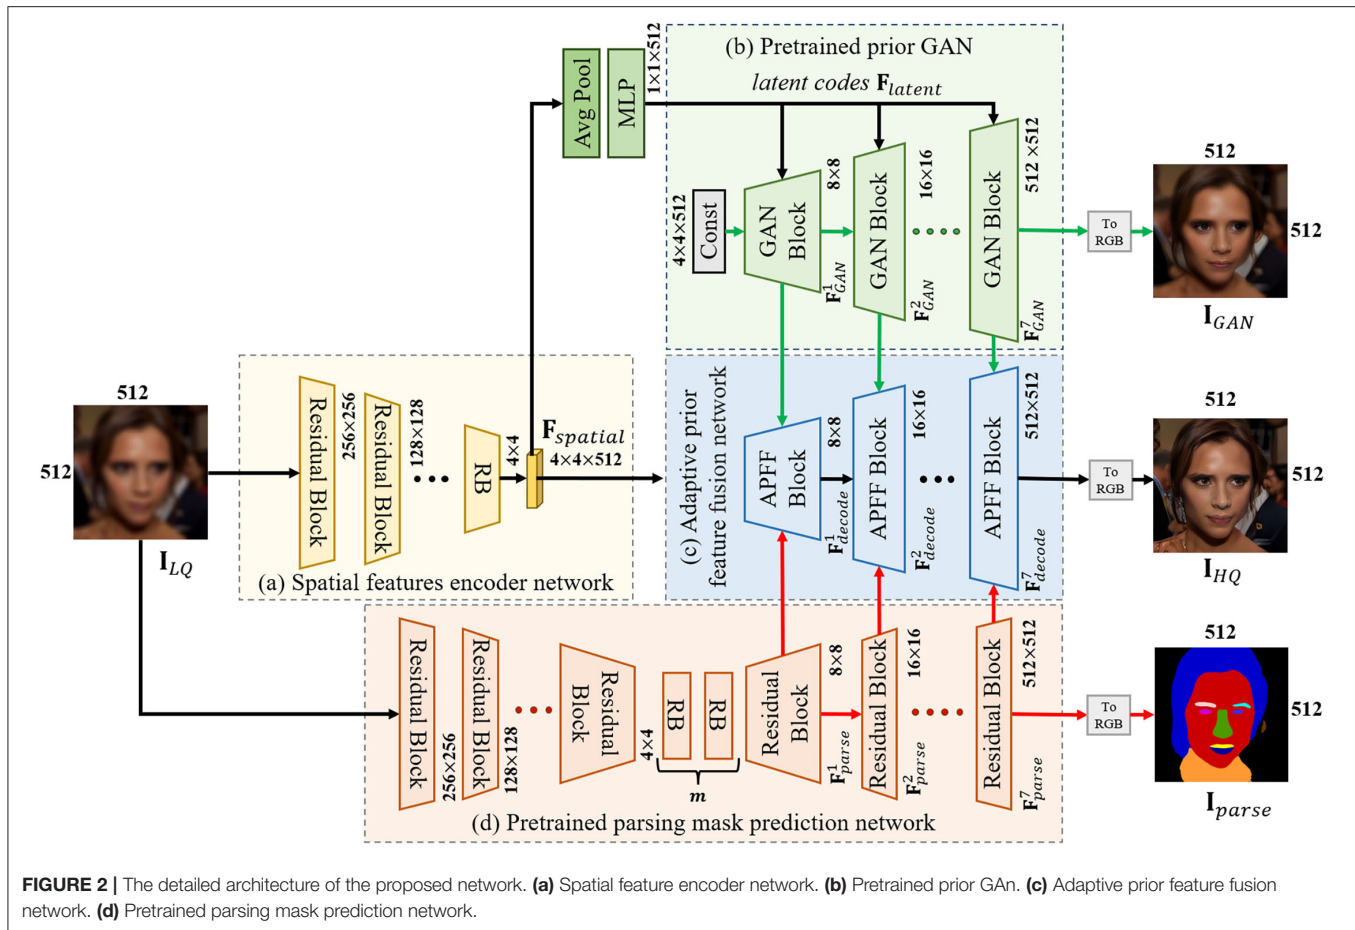 (b) Pretrained prior GAN
latent codes F_latent
Avg Pool
MLP
1×1×512
4×4×512
Const
GAN Block
8×8
F^1_GAN
GAN Block
16×16
F^2_GAN
GAN Block
512×512
F^7_GAN
To RGB
512
512
I_GAN
512
512
I_LQ
Residual Block
256×256
Residual Block
128×128
RB
4×4
F_spatial
4×4×512
(a) Spatial features encoder network
(c) Adaptive prior
feature fusion network
APFF Block
8×8
F^1_decode
APFF Block
16×16
F^2_decode
APFF Block
512×512
F^7_decode
To RGB
512
512
I_HQ
Residual Block
256×256
Residual Block
128×128
Residual Block
4×4
RB
RB
m
Residual Block
8×8
F^1_parse
Residual Block
16×16
F^2_parse
Residual Block
512×512
F^7_parse
To RGB
512
512
I_parse
(d) Pretrained parsing mask prediction network
FIGURE 2 | The detailed architecture of the proposed network. (a) Spatial feature encoder network. (b) Pretrained prior GAn. (c) Adaptive prior feature fusion
network. (d) Pretrained parsing mask prediction network.